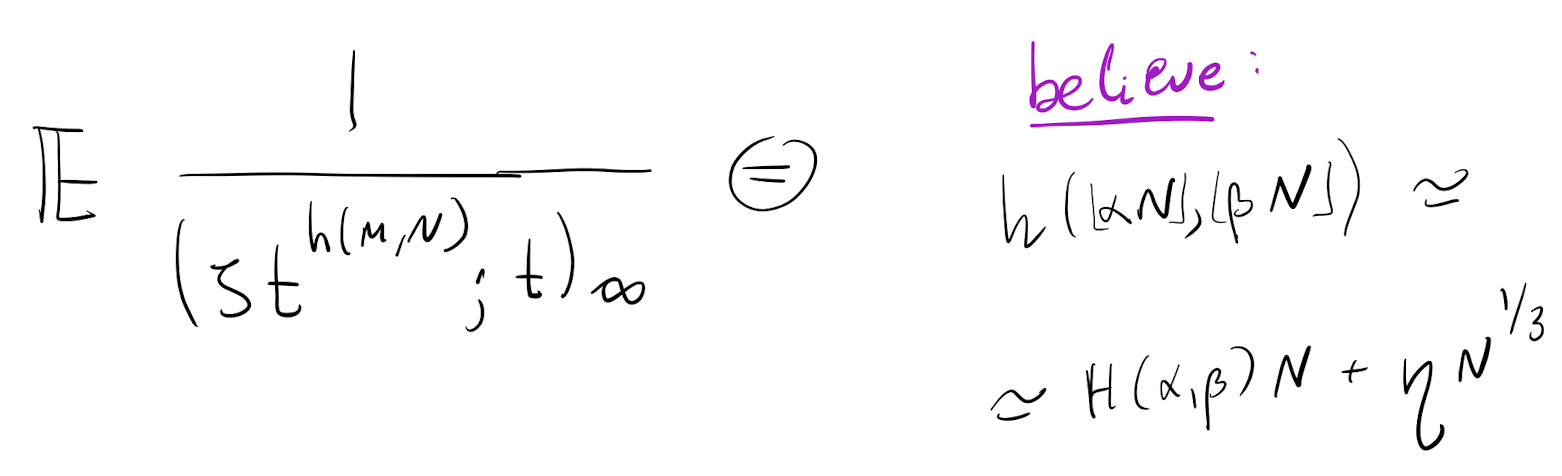 𝔼 1/(ζt^{h(M,N)}; t)_∞ ⊜
believe:
h(⌊αN⌋,⌊βN⌋) ≃
≃ H(α,β)N + ηN^{1/3}